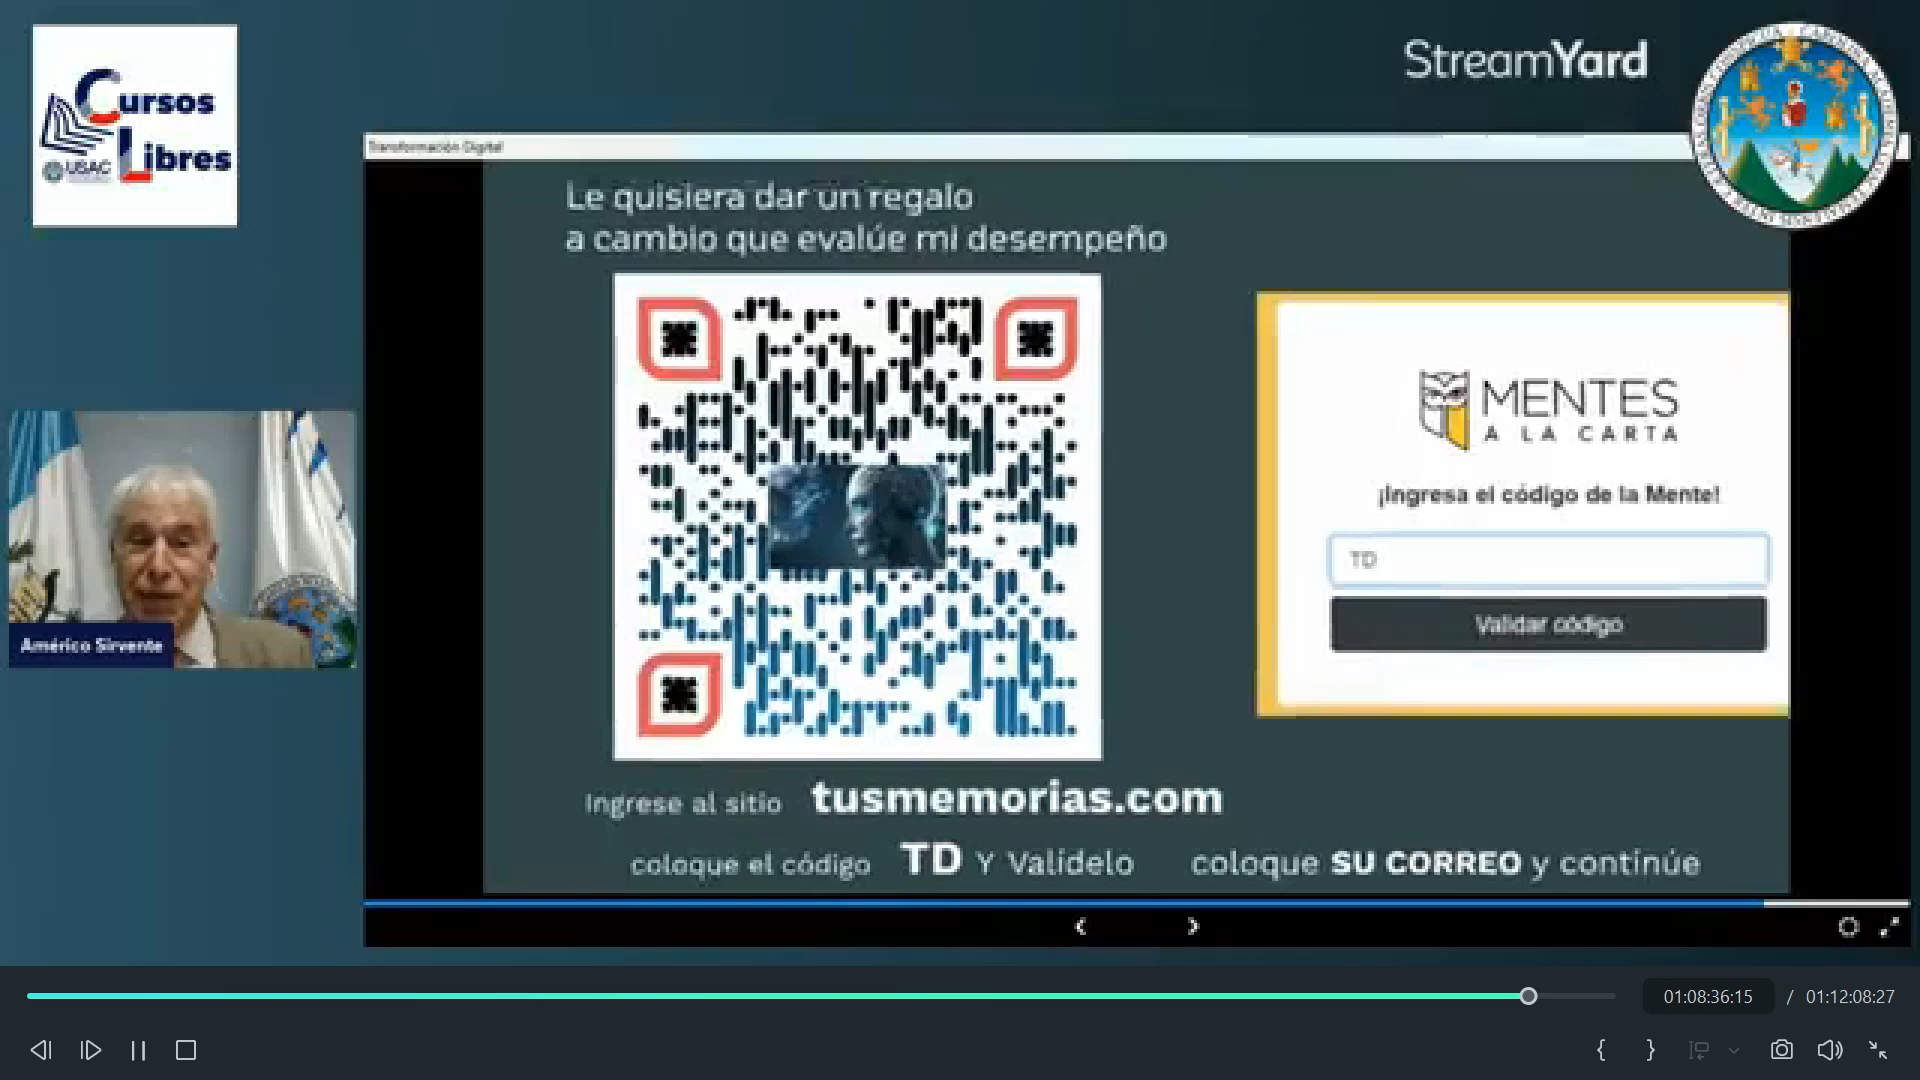 Cursos
Libres
USAC
StreamYard
Transformación Digital
Le quisiera dar un regalo
a cambio que evalúe mi desempeño
MENTES
A LA CARTA
¡Ingresa el código de la Mente!
TD
Validar código
Américo Sirvente
Ingrese al sitio tusmemorias.com
coloque el código TD Y Valídelo coloque SU CORREO y continúe
01:08:36:15 / 01:12:08:27